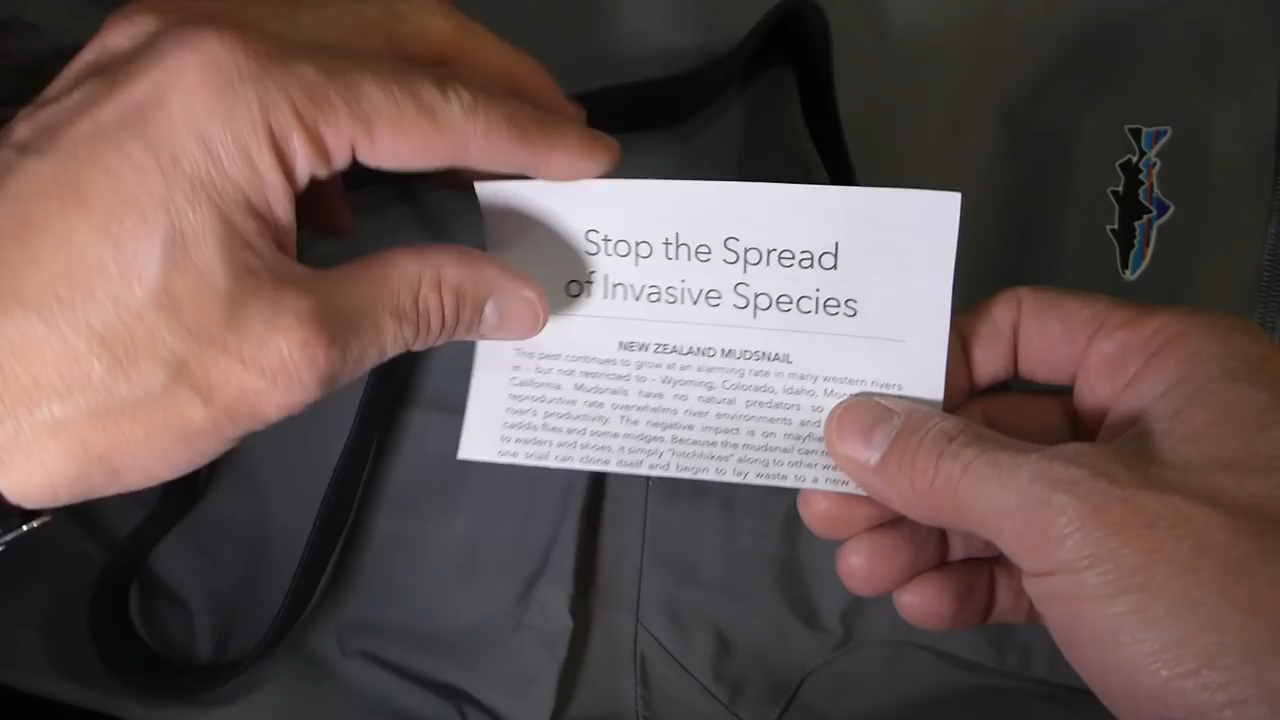 Stop the Spread
of Invasive Species
NEW ZEALAND MUDSNAIL
This pest continues to grow at an alarming rate in many western rivers
in - but not restricted to - Wyoming, Colorado, Idaho,
California. Mudsnails have no natural predators so
reproductive rate overwhelms river environments and
river's productivity. The negative impact is on
caddis flies and some midges. Because the mudsnail can
to waders and shoes, it simply "hitchhikes" along to other
one snail can clone itself and begin to lay waste to a new